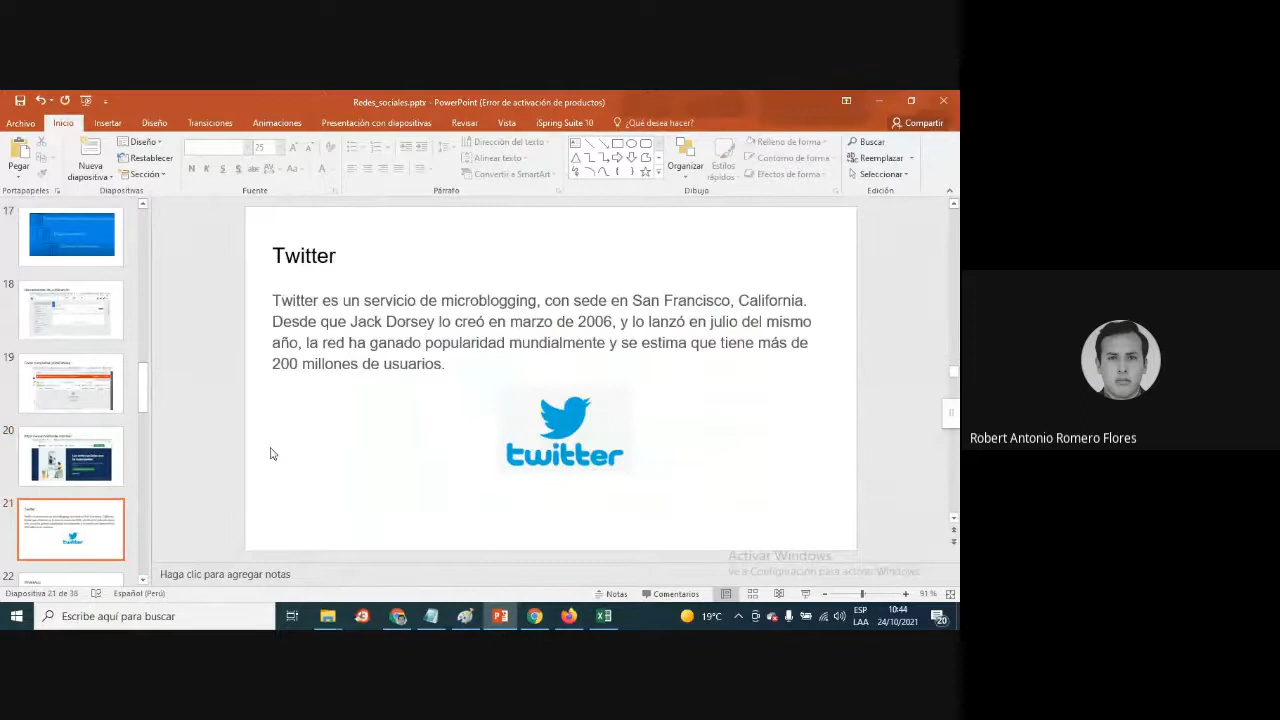 Redes_sociales.pptx - PowerPoint (Error de activación de productos)
Archivo Inicio Insertar Diseño Transiciones Animaciones Presentación con diapositivas Revisar Vista iSpring Suite 10 ¿Qué desea hacer? Compartir
Pegar
Nueva
diapositiva
Diseño
Restablecer
Sección
25
N K S S abc AV Aa A
Dirección del texto
Alinear texto
Convertir a SmartArt
Organizar
Estilos
rápidos
Relleno de forma
Contorno de forma
Efectos de forma
Buscar
Reemplazar
Seleccionar
Portapapeles Diapositivas Fuente Párrafo Dibujo Edición
17
18
19
20
21
Twitter
twitter
22
Twitter
Twitter es un servicio de microblogging, con sede en San Francisco, California.
Desde que Jack Dorsey lo creó en marzo de 2006, y lo lanzó en julio del mismo
año, la red ha ganado popularidad mundialmente y se estima que tiene más de
200 millones de usuarios.
twitter
Activar Windows
Ve a Configuración para activar Windows.
Haga clic para agregar notas
Diapositiva 21 de 38 Español (Perú) Notas Comentarios 91 %
Escribe aquí para buscar
19°C
ESP
LAA
10:44
24/10/2021
20
Robert Antonio Romero Flores